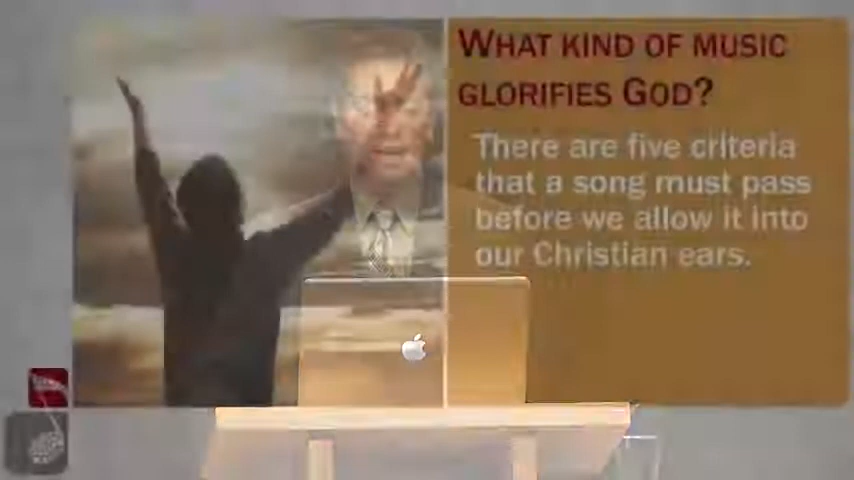 WHAT KIND OF MUSIC
GLORIFIES GOD?
There are five criteria
that a song must pass
before we allow it into
our Christian ears.